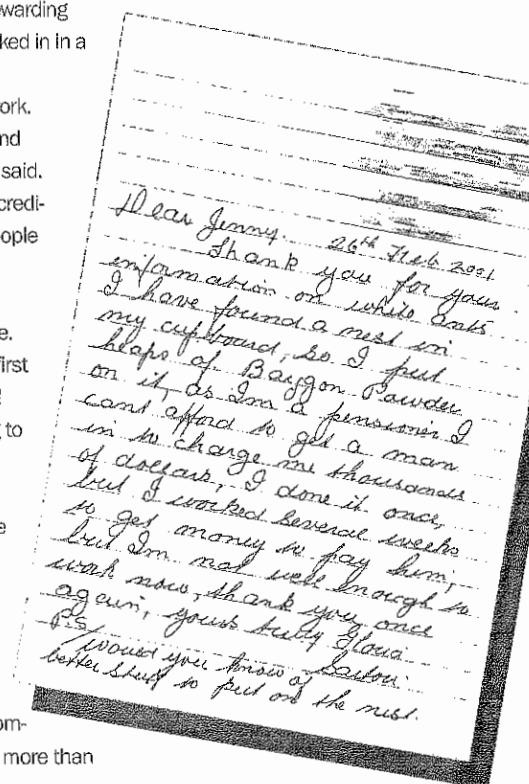 warding
ked in in a
ork.
nd
said.
credi-
ople
e.
first
to
e
om-
more than
Dear Jenny. 26th Feb 2001
Thank you for your
information on white ants
I have found a nest in
my cupboard, so I put
heaps of Baygon Powder
on it, as Im a pensioner I
cant afford to get a man
in to charge me thousands
of dollars, I done it once,
but I worked several weeks
to get money to pay him,
but Im not well enough to
work now, thank you once
again, yours truly Gloria
P.S.
would you know of a
better stuff to put on the nest.